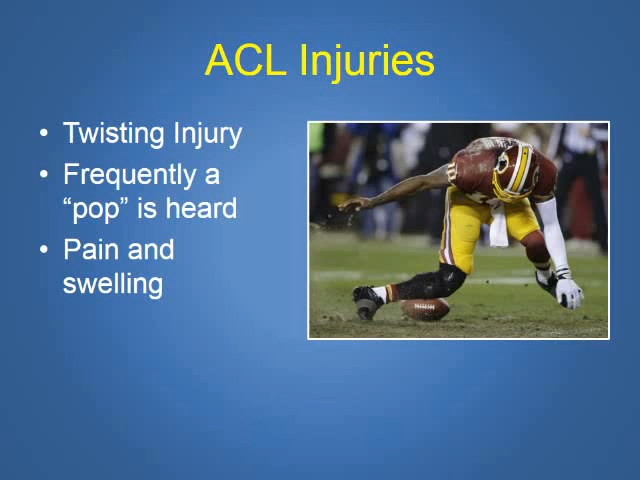 ACL Injuries
• Twisting Injury
• Frequently a
“pop” is heard
• Pain and
swelling